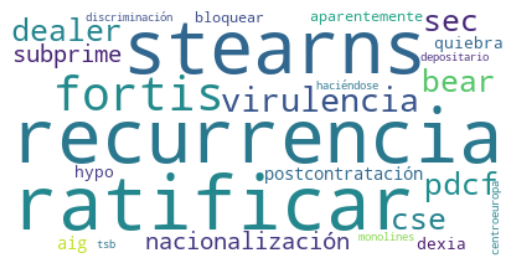 discriminación bloquear aparentemente sec
dealer stearns quiebra
subprime depositario
fortis virulencia haciéndose bear
recurrencia
hypo postcontratación pdcf
ratificar cse centroeuropa
aig tsb nacionalización monolines dexia